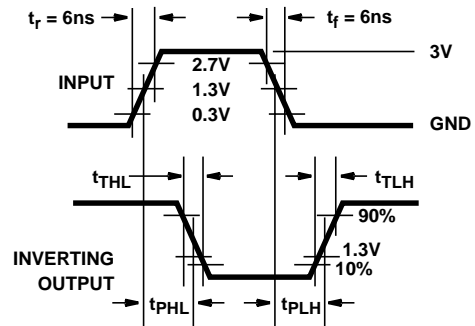 tr = 6ns
tf = 6ns
3V
INPUT
2.7V
1.3V
0.3V
GND
tTHL
tTLH
90%
INVERTING
OUTPUT
1.3V
10%
tPHL
tPLH